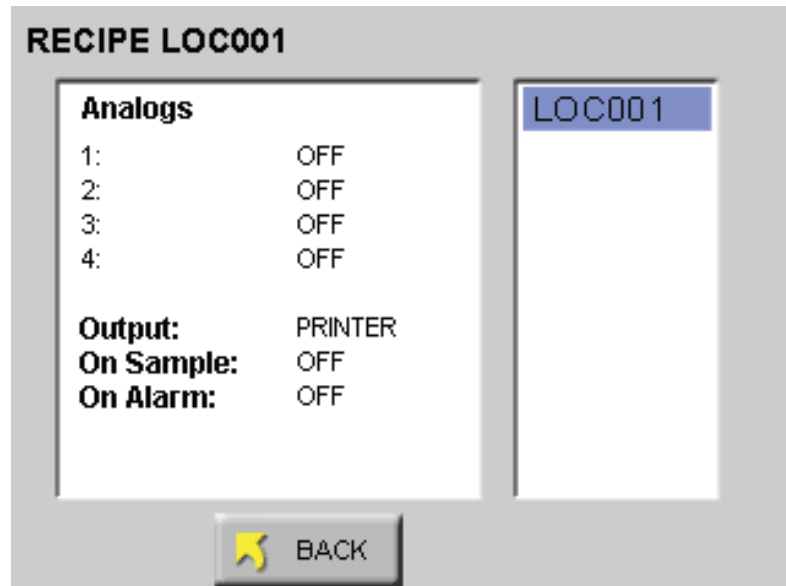 RECIPE LOC001
Analogs
1: OFF
2: OFF
3: OFF
4: OFF
Output: PRINTER
On Sample: OFF
On Alarm: OFF
LOC001
BACK